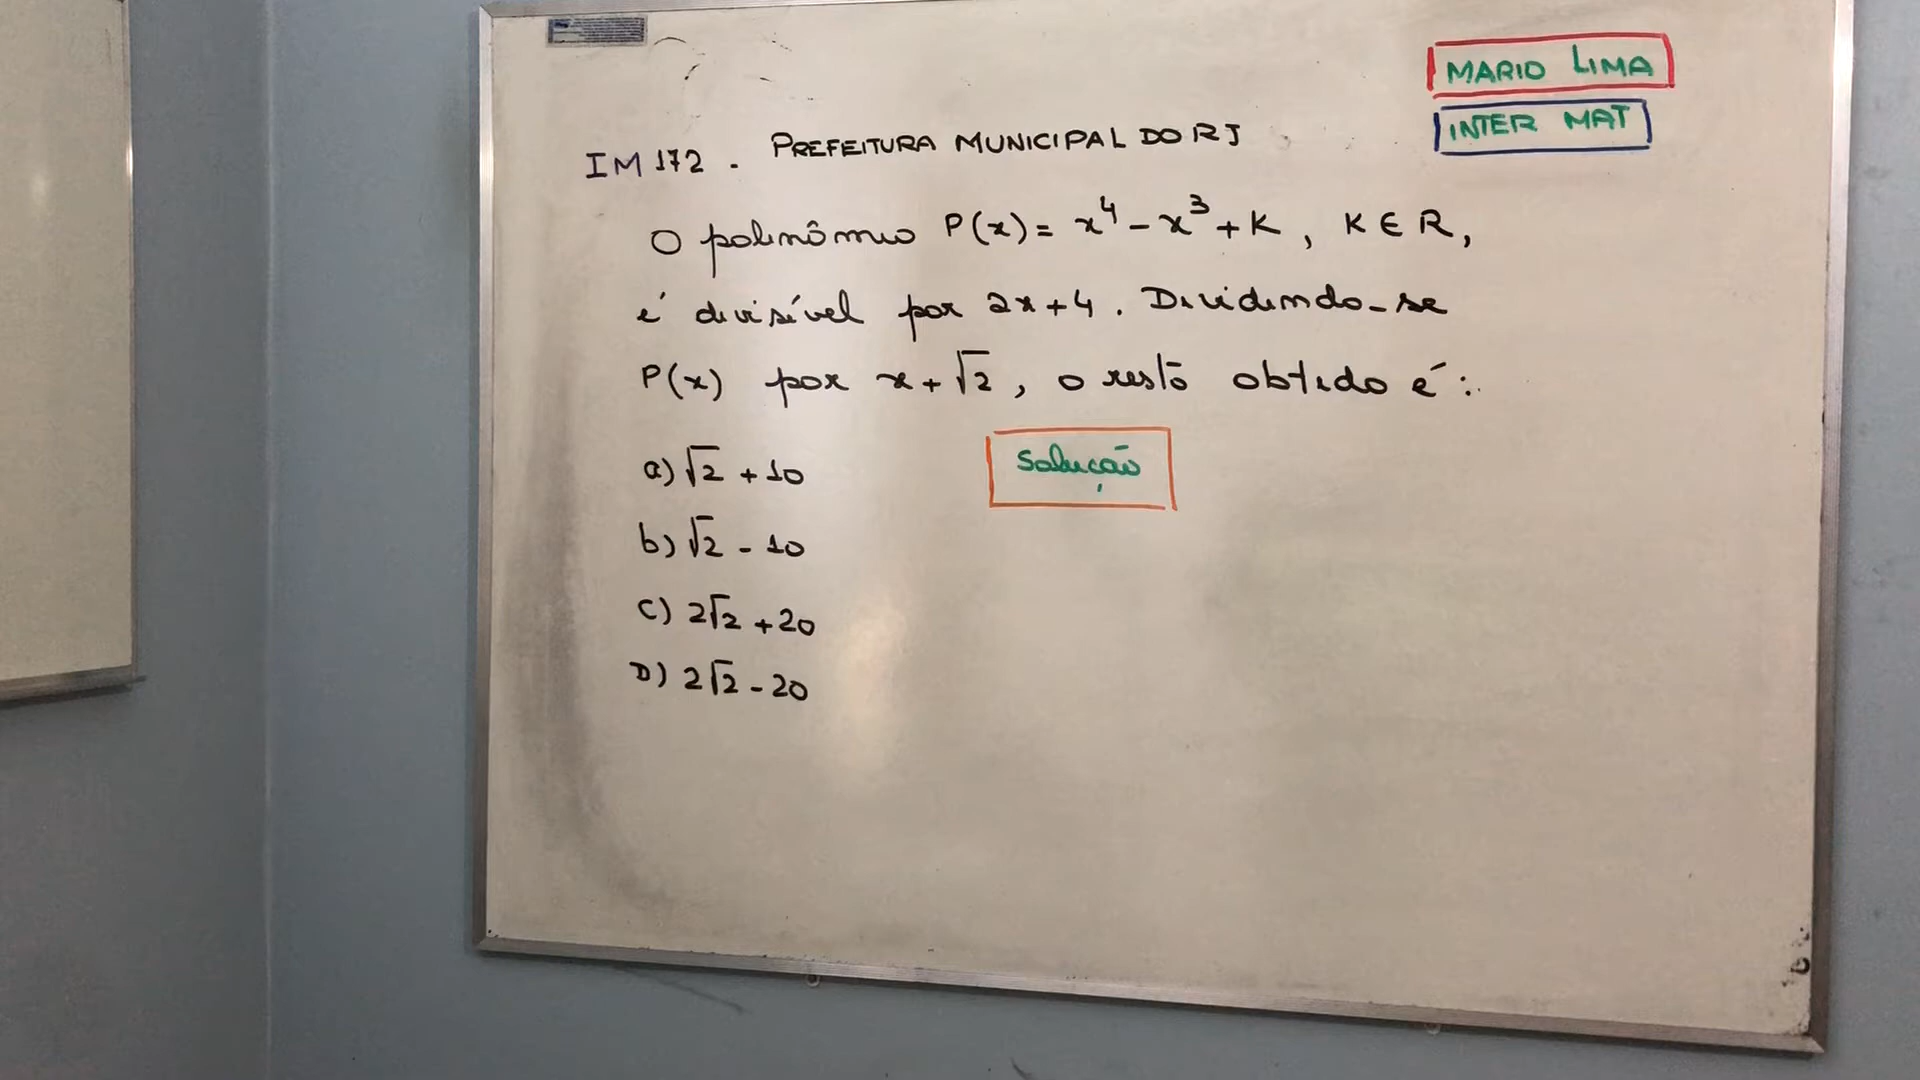 MARIO LIMA
INTER MAT
IM 172 - PREFEITURA MUNICIPAL DO RJ
O polinômio P(x) = x⁴ - x³ + K, K ∈ R,
é divisível por 2x+4. Dividindo-se
P(x) por x+√2, o resto obtido é:
a) √2 + 10
b) √2 - 10
C) 2√2 + 20
D) 2√2 - 20
Solução